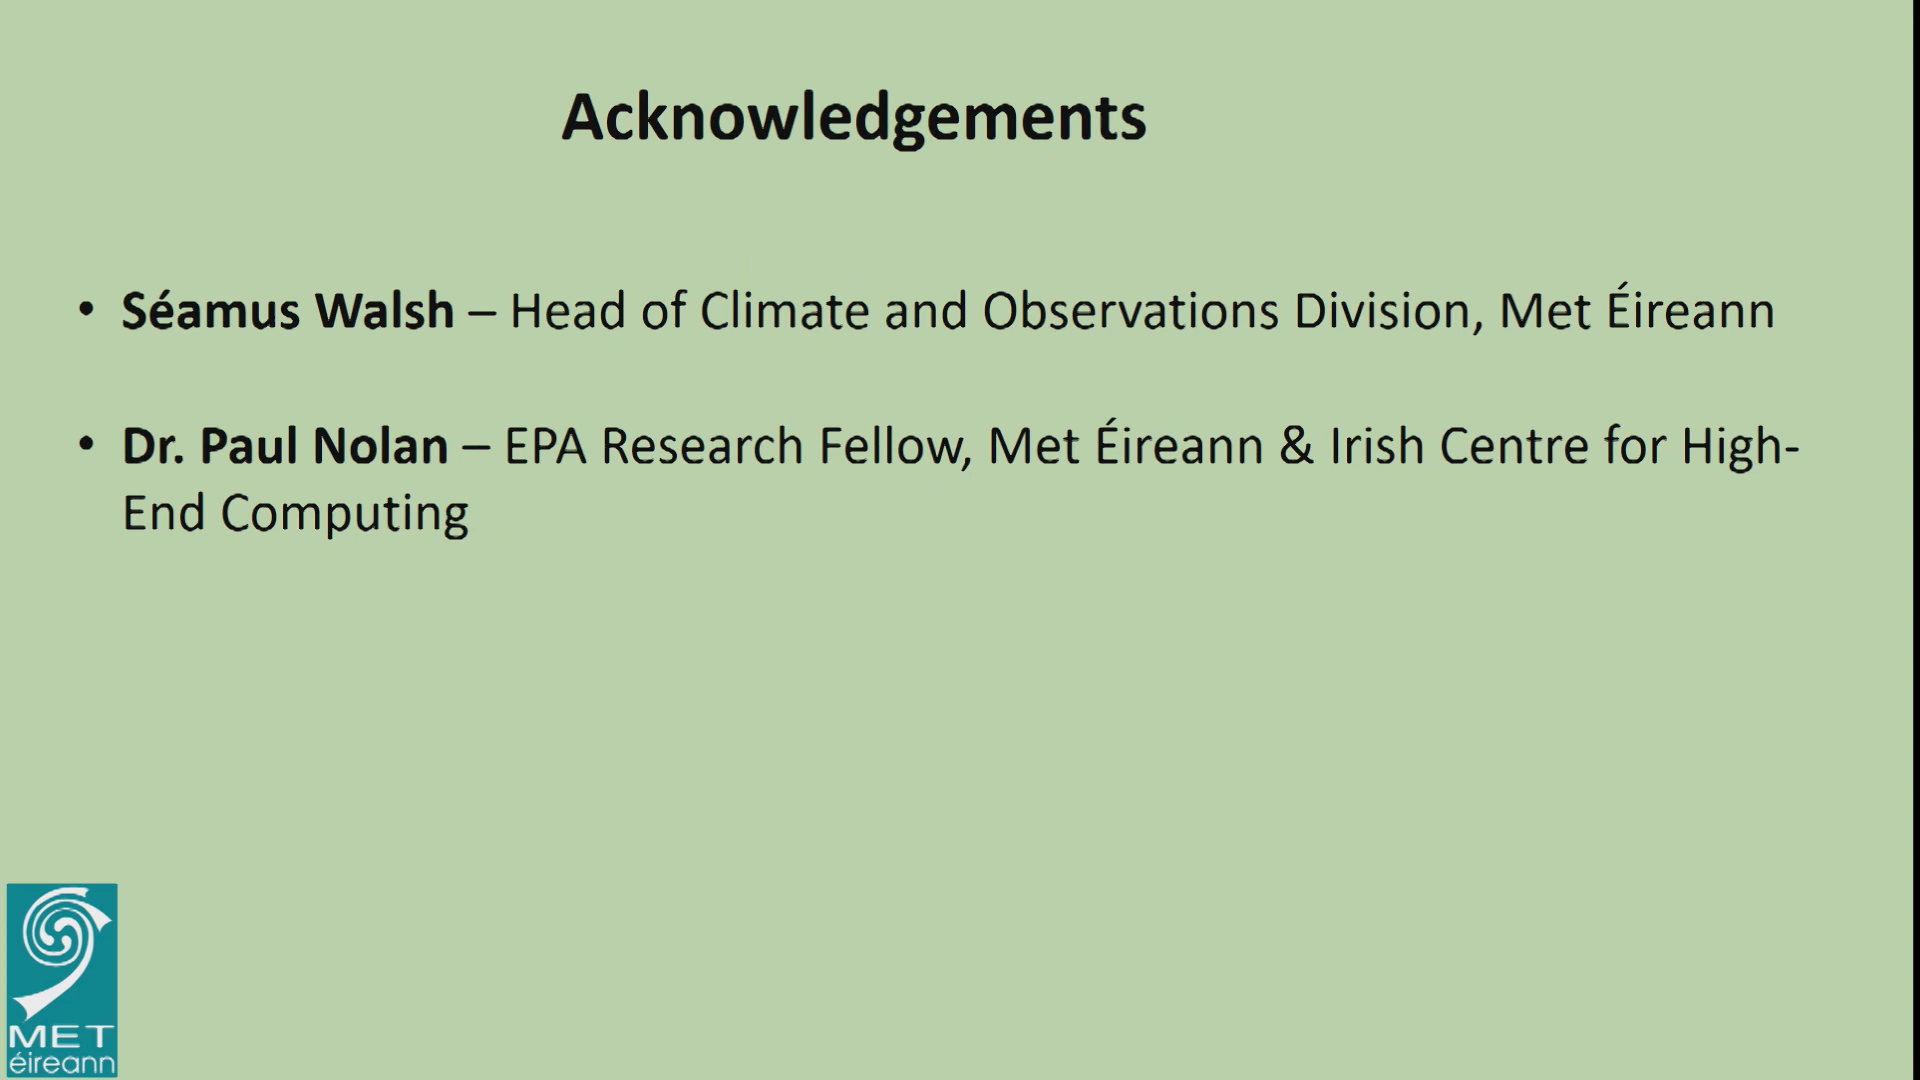 Acknowledgements
• Séamus Walsh – Head of Climate and Observations Division, Met Éireann
• Dr. Paul Nolan – EPA Research Fellow, Met Éireann & Irish Centre for High-
End Computing
MET
éireann